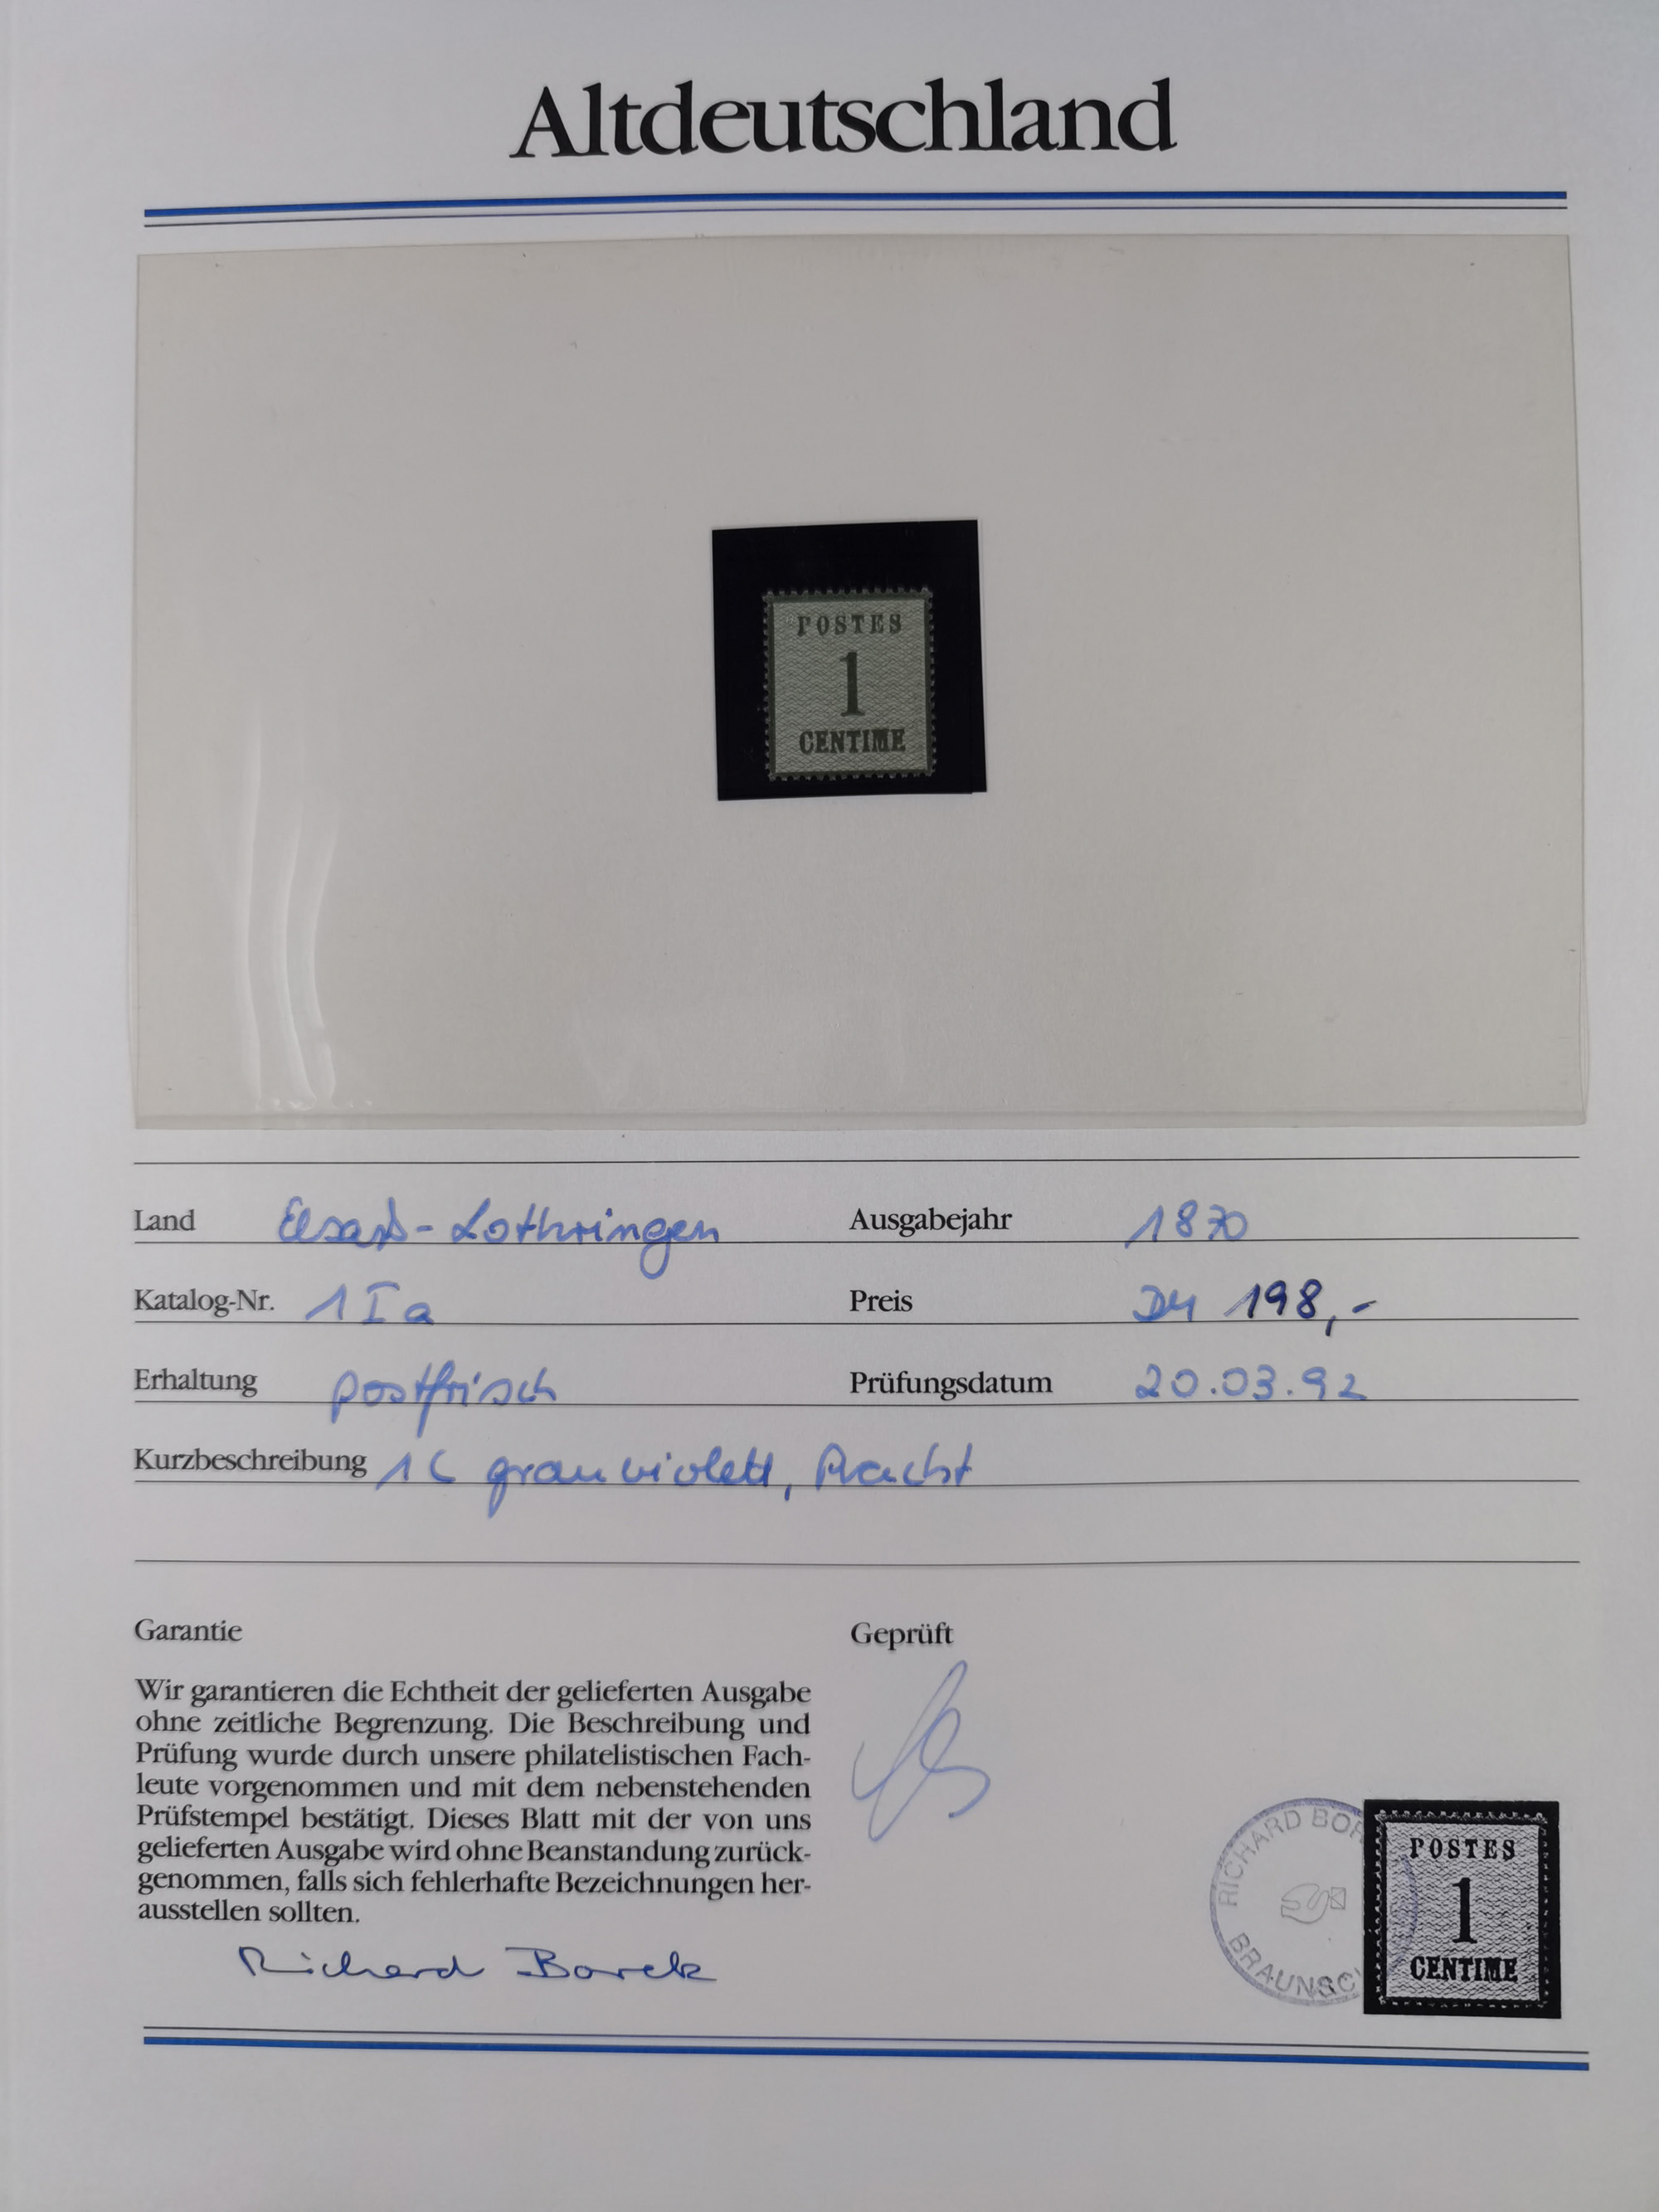 Altdeutschland
POSTES
1
CENTIME
Land Elsaß-Lothringen Ausgabejahr 1870
Katalog-Nr. 1 I a Preis DM 198,-
Erhaltung postfrisch Prüfungsdatum 20.03.92
Kurzbeschreibung 1 C grauviolett, Pracht
Garantie Geprüft
Wir garantieren die Echtheit der gelieferten Ausgabe
ohne zeitliche Begrenzung. Die Beschreibung und
Prüfung wurde durch unsere philatelistischen Fach-
leute vorgenommen und mit dem nebenstehenden
Prüfstempel bestätigt. Dieses Blatt mit der von uns
gelieferten Ausgabe wird ohne Beanstandung zurück-
genommen, falls sich fehlerhafte Bezeichnungen her-
ausstellen sollten.
Richard Borek
RICHARD BOR
BRAUNSC
POSTES
1
CENTIME